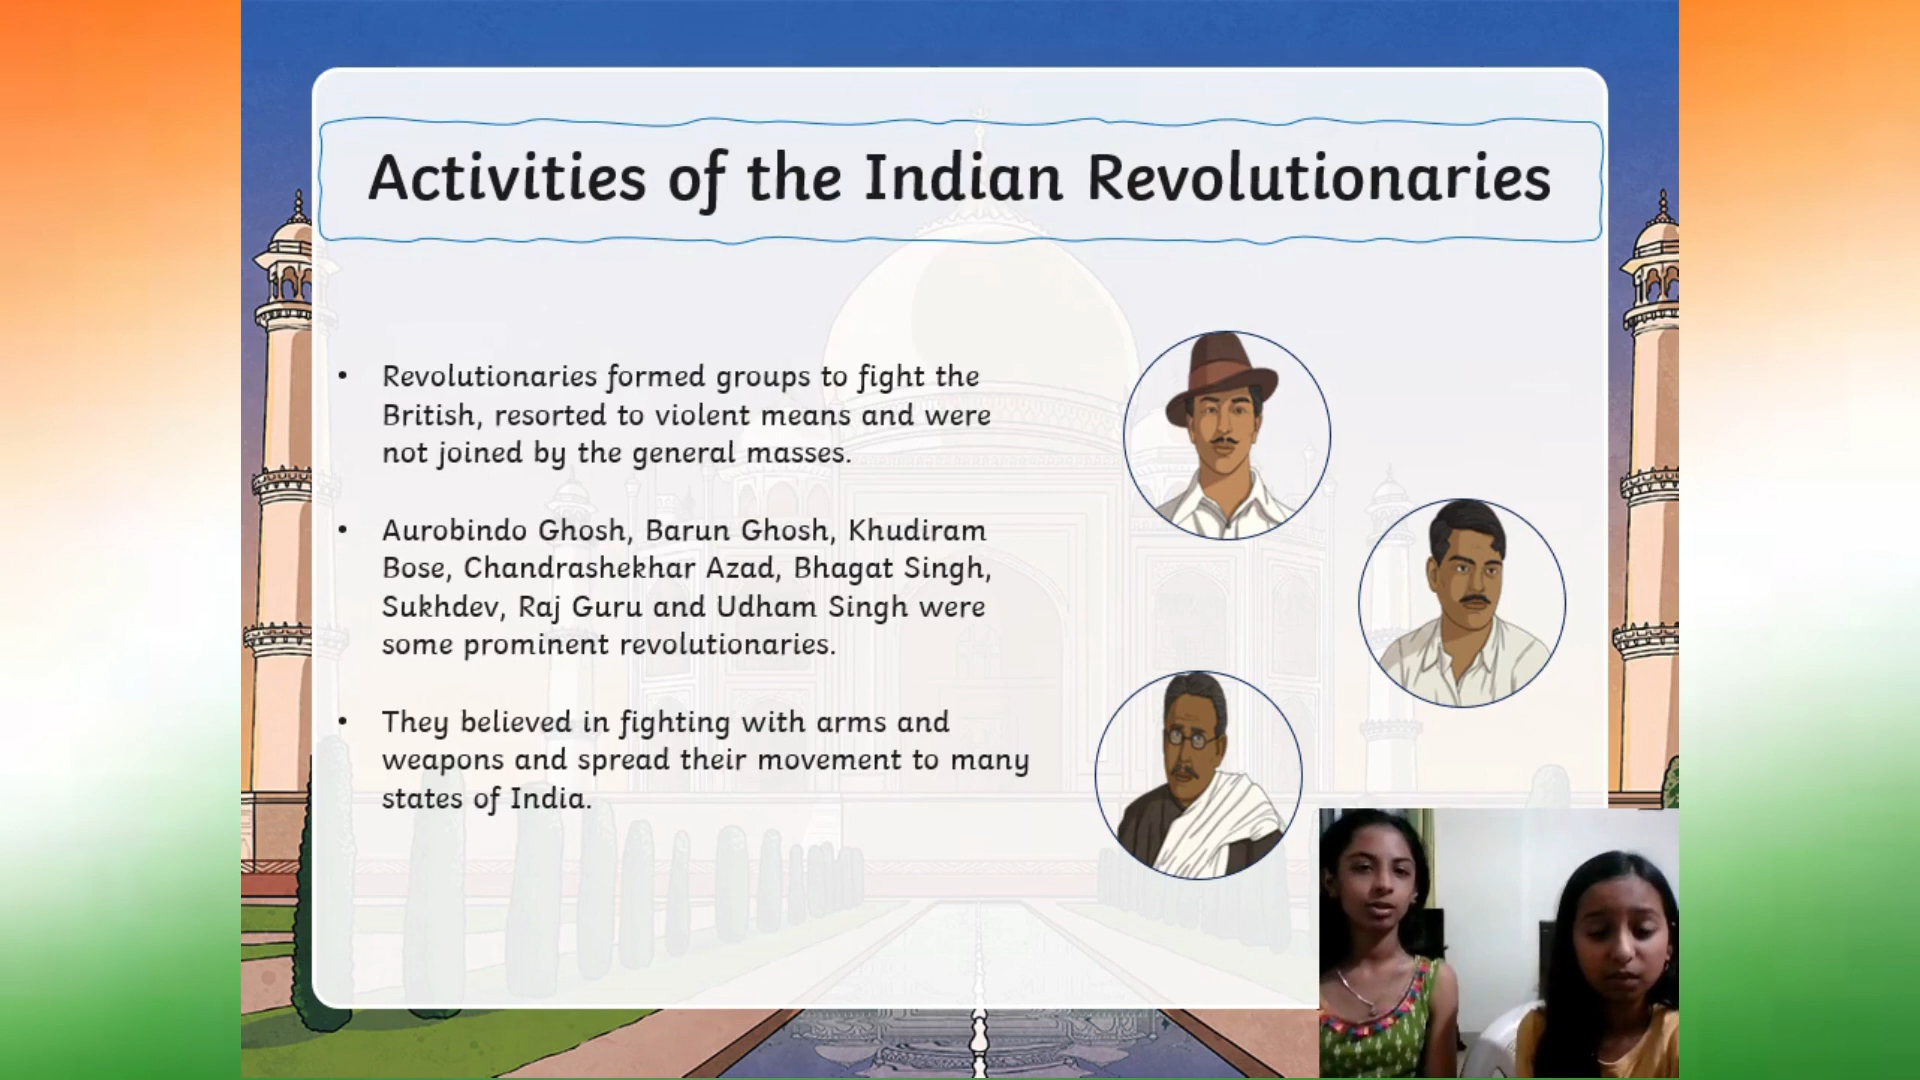 Activities of the Indian Revolutionaries
• Revolutionaries formed groups to fight the
British, resorted to violent means and were
not joined by the general masses.
• Aurobindo Ghosh, Barun Ghosh, Khudiram
Bose, Chandrashekhar Azad, Bhagat Singh,
Sukhdev, Raj Guru and Udham Singh were
some prominent revolutionaries.
• They believed in fighting with arms and
weapons and spread their movement to many
states of India.